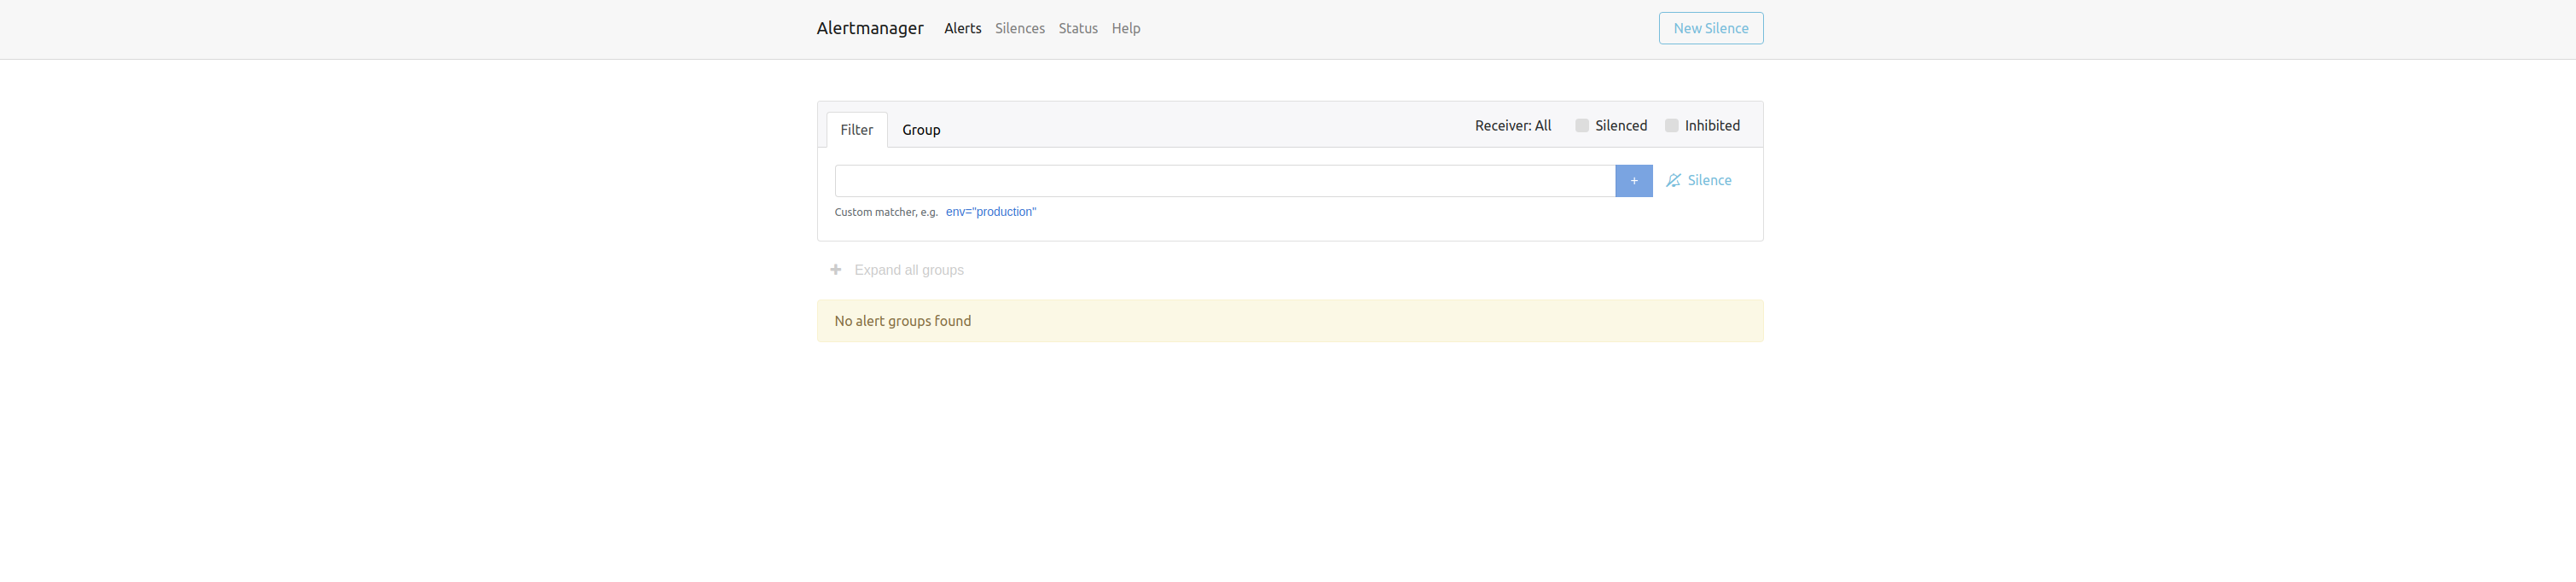 Alertmanager Alerts Silences Status Help New Silence
Filter Group Receiver: All Silenced Inhibited
+ Silence
Custom matcher, e.g. env="production"
+ Expand all groups
No alert groups found